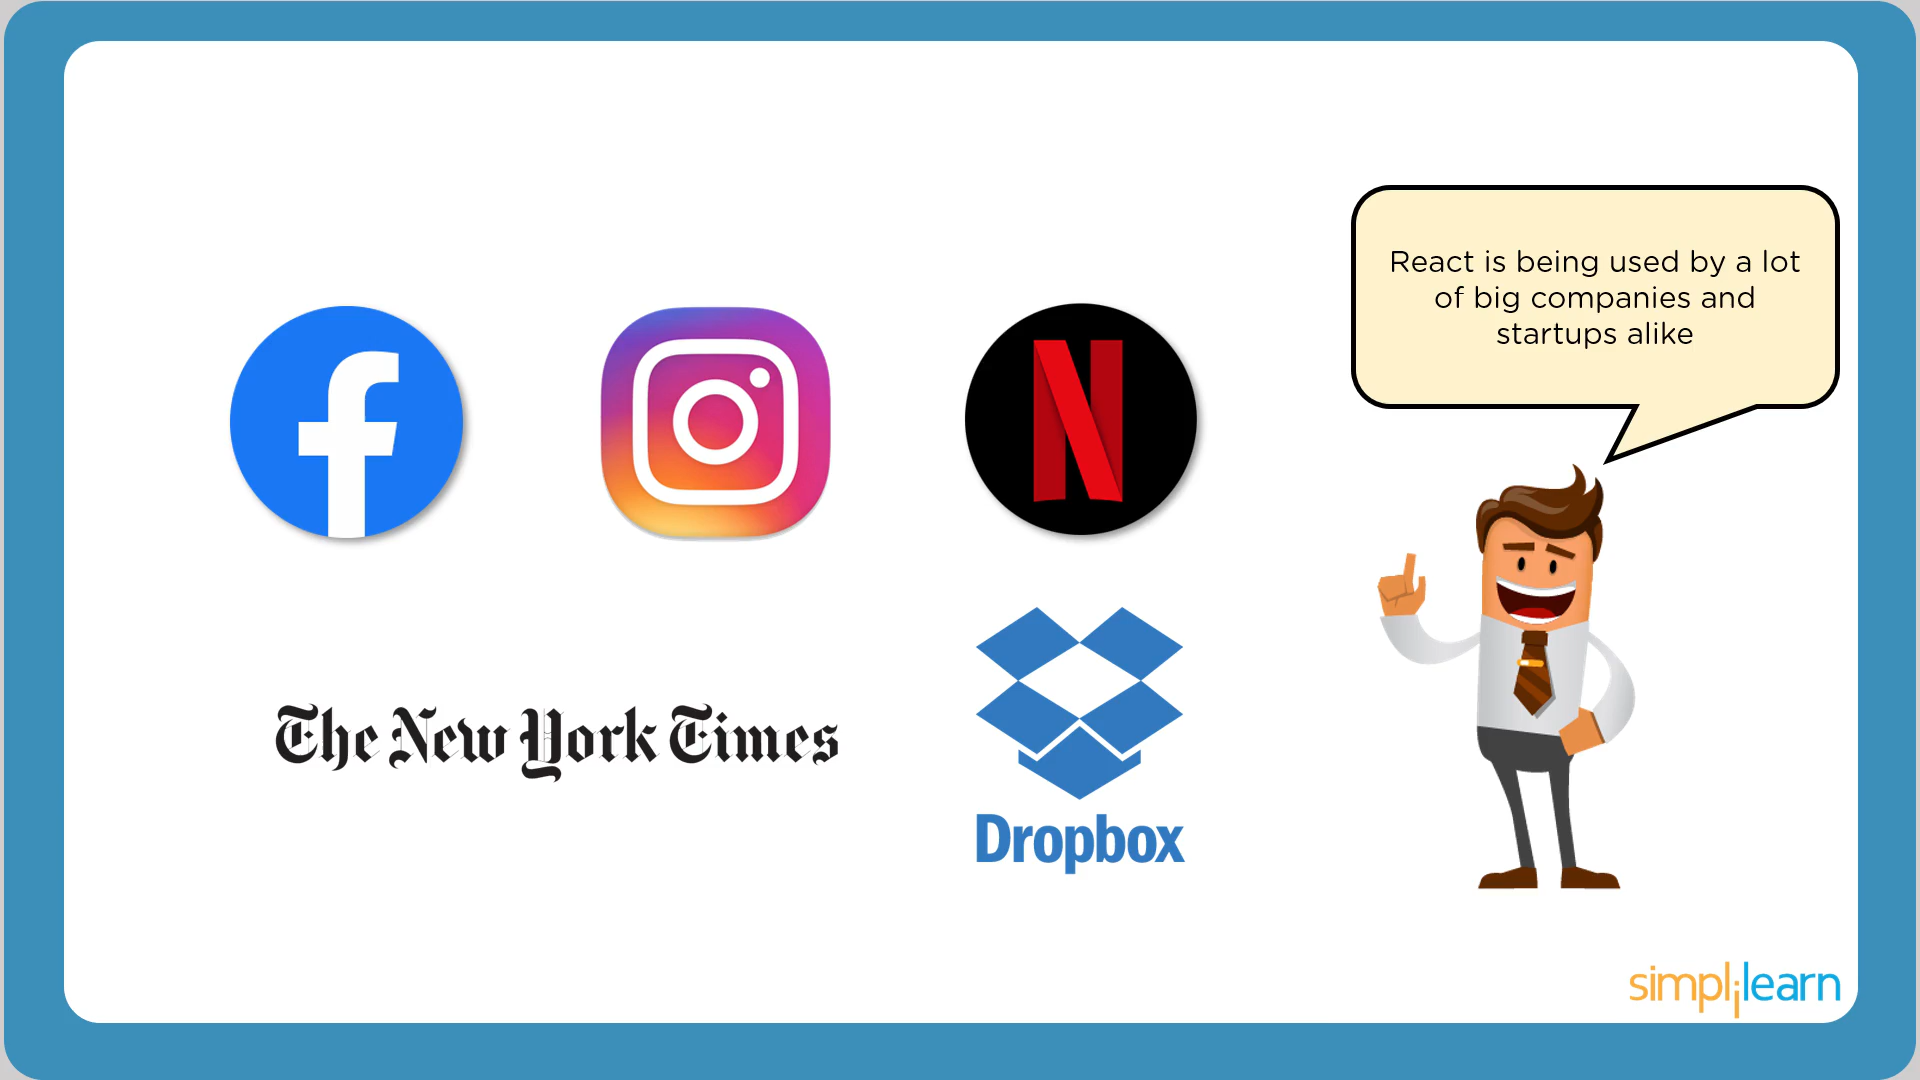 React is being used by a lot
of big companies and
startups alike
f
N
The New York Times
Dropbox
simplilearn